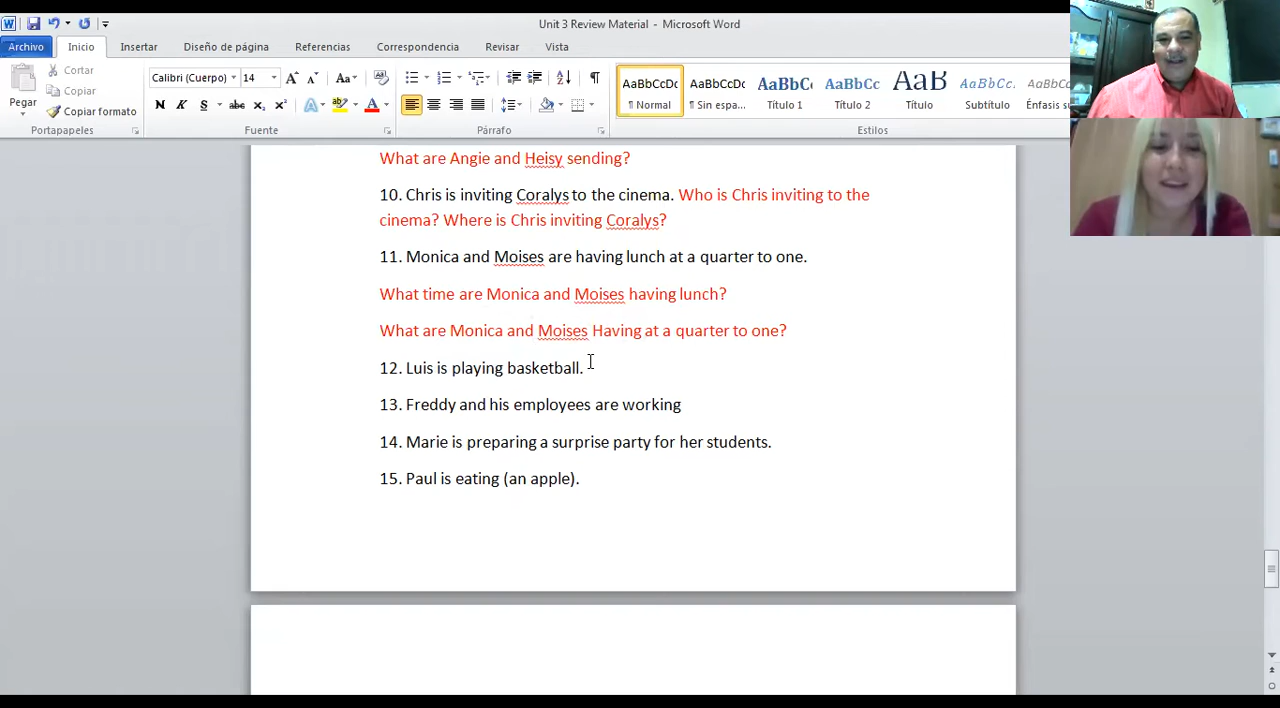 Unit 3 Review Material - Microsoft Word
Archivo Inicio Insertar Diseño de página Referencias Correspondencia Revisar Vista
Pegar Cortar Copiar Copiar formato
Calibri (Cuerpo) 14
N K S abc x₂ x² A ab A
AaBbCcDc AaBbCcDc AaBbCc AaBbCc AaB AaBbCc. AaBbCcDc
¶ Normal ¶ Sin espa... Título 1 Título 2 Título Subtítulo Énfasis su
Portapapeles Fuente Párrafo Estilos
What are Angie and Heisy sending?
10. Chris is inviting Coralys to the cinema. Who is Chris inviting to the
cinema? Where is Chris inviting Coralys?
11. Monica and Moises are having lunch at a quarter to one.
What time are Monica and Moises having lunch?
What are Monica and Moises Having at a quarter to one?
12. Luis is playing basketball.
13. Freddy and his employees are working
14. Marie is preparing a surprise party for her students.
15. Paul is eating (an apple).